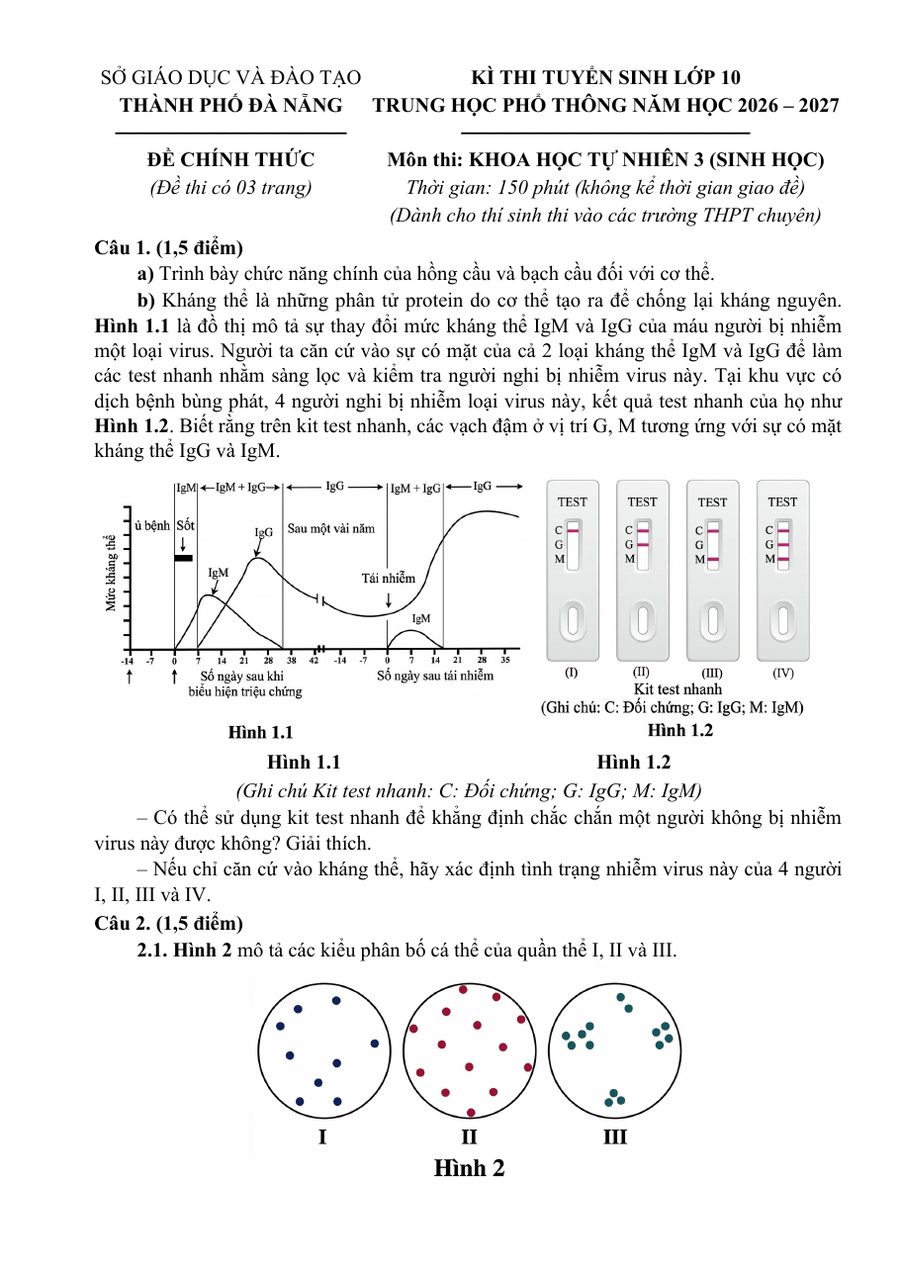 SỞ GIÁO DỤC VÀ ĐÀO TẠO
THÀNH PHỐ ĐÀ NẴNG
KÌ THI TUYỂN SINH LỚP 10
TRUNG HỌC PHỔ THÔNG NĂM HỌC 2026 – 2027
ĐỀ CHÍNH THỨC
(Đề thi có 03 trang)
Môn thi: KHOA HỌC TỰ NHIÊN 3 (SINH HỌC)
Thời gian: 150 phút (không kể thời gian giao đề)
(Dành cho thí sinh thi vào các trường THPT chuyên)
Câu 1. (1,5 điểm)
a) Trình bày chức năng chính của hồng cầu và bạch cầu đối với cơ thể.
b) Kháng thể là những phân tử protein do cơ thể tạo ra để chống lại kháng nguyên.
Hình 1.1 là đồ thị mô tả sự thay đổi mức kháng thể IgM và IgG của máu người bị nhiễm
một loại virus. Người ta căn cứ vào sự có mặt của cả 2 loại kháng thể IgM và IgG để làm
các test nhanh nhằm sàng lọc và kiểm tra người nghi bị nhiễm virus này. Tại khu vực có
dịch bệnh bùng phát, 4 người nghi bị nhiễm loại virus này, kết quả test nhanh của họ như
Hình 1.2. Biết rằng trên kit test nhanh, các vạch đậm ở vị trí G, M tương ứng với sự có mặt
kháng thể IgG và IgM.
IgM IgM + IgG IgG IgM + IgG IgG
ủ bệnh Sốt IgG Sau một vài năm
Mức kháng thể
IgM
Tái nhiễm
IgM
-14 -7 0 7 14 21 28 38 42 -14 -7 0 7 14 21 28 35
Số ngày sau khi
biểu hiện triệu chứng
Số ngày sau tái nhiễm
Hình 1.1
TEST TEST TEST TEST
C C C C
G G G G
M M M M
(I) (II) (III) (IV)
Kit test nhanh
(Ghi chú: C: Đối chứng; G: IgG; M: IgM)
Hình 1.2
Hình 1.1 Hình 1.2
(Ghi chú Kit test nhanh: C: Đối chứng; G: IgG; M: IgM)
– Có thể sử dụng kit test nhanh để khẳng định chắc chắn một người không bị nhiễm
virus này được không? Giải thích.
– Nếu chỉ căn cứ vào kháng thể, hãy xác định tình trạng nhiễm virus này của 4 người
I, II, III và IV.
Câu 2. (1,5 điểm)
2.1. Hình 2 mô tả các kiểu phân bố cá thể của quần thể I, II và III.
I II III
Hình 2